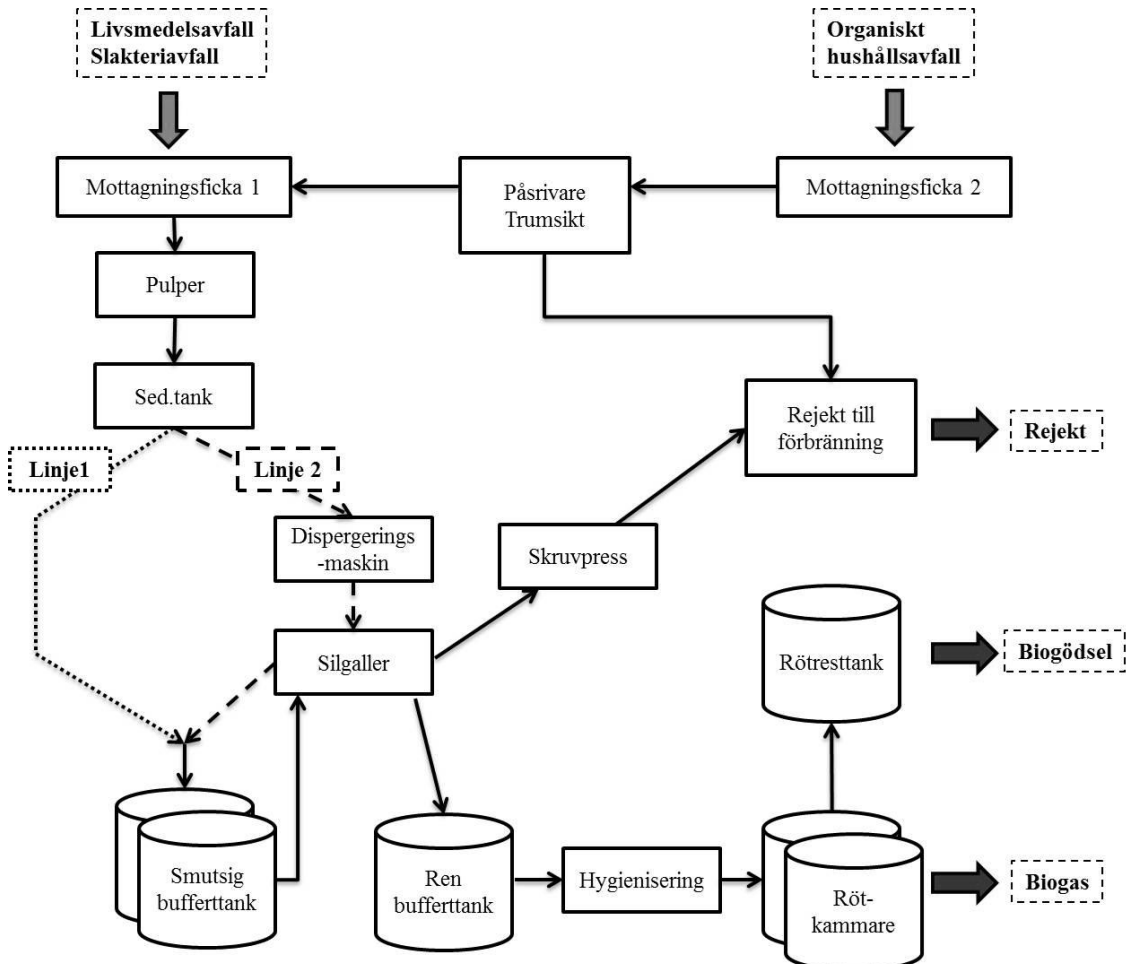 Livsmedelsavfall
Slakteriavfall
Organiskt
hushållsavfall
Mottagningsficka 1
Påsrivare
Trumsikt
Mottagningsficka 2
Pulper
Sed.tank
Rejekt till
förbränning
Rejekt
Linje1
Linje 2
Dispergerings
-maskin
Skruvpress
Silgaller
Rötresttank
Biogödsel
Smutsig
bufferttank
Ren
bufferttank
Hygienisering
Röt-
kammare
Biogas